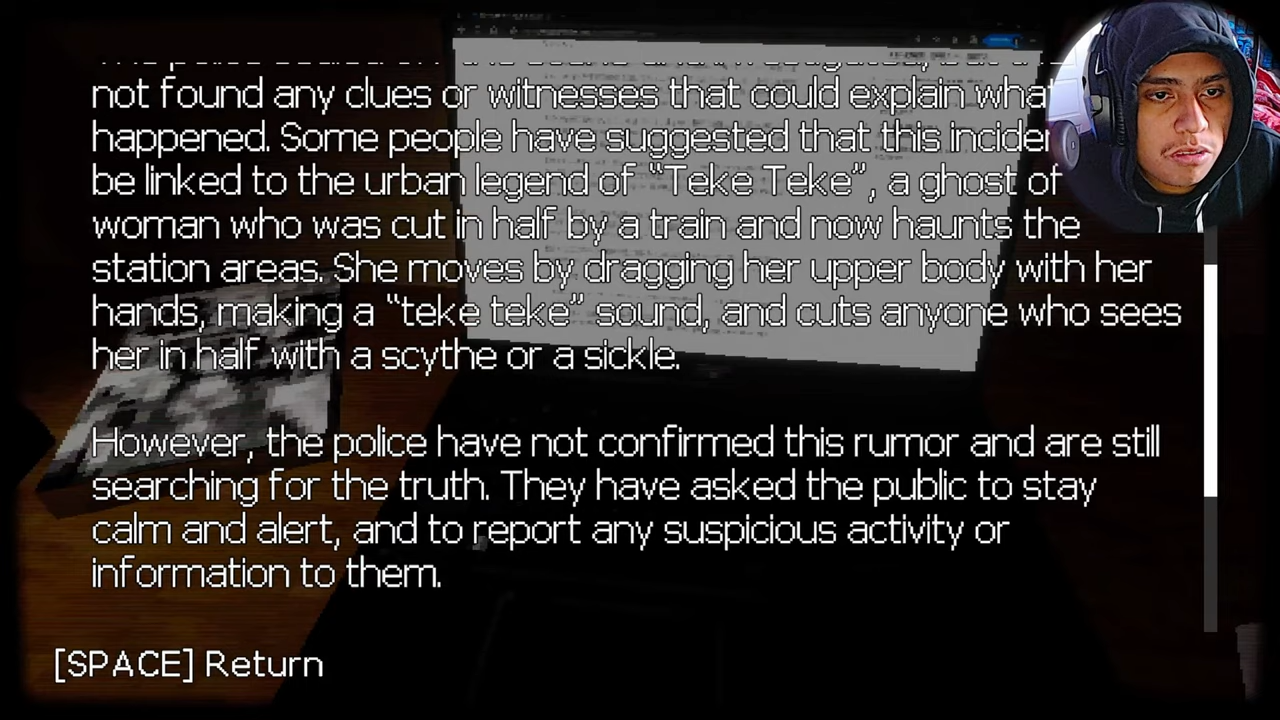 not found any clues or witnesses that could explain what
happened. Some people have suggested that this
be linked to the urban legend of "Teke Teke", a ghost of
woman who was cut in half by a train and now haunts the
station areas. She moves by dragging her upper body with her
hands, making a "teke teke" sound, and cuts anyone who sees
her in half with a scythe or a sickle.
However, the police have not confirmed this rumor and are still
searching for the truth. They have asked the public to stay
calm and alert, and to report any suspicious activity or
information to them.
[SPACE] Return